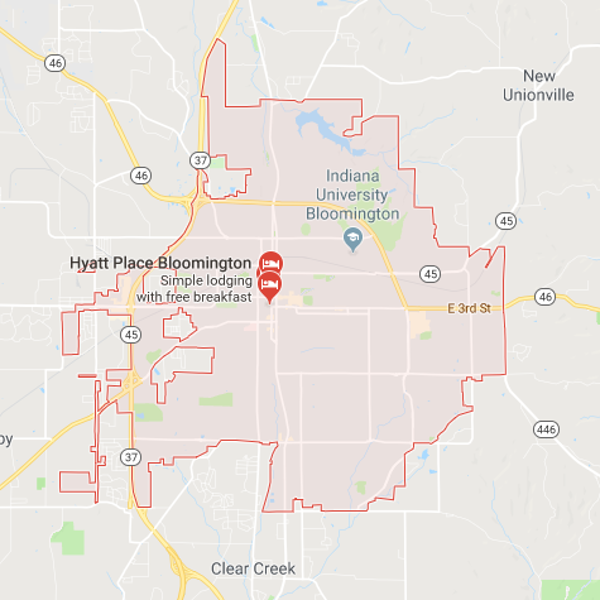 46
New
Unionville
37
46
Indiana
University
Bloomington
45
Hyatt Place Bloomington
Simple lodging
with free breakfast
45
46
E 3rd St
45
446
by
37
Clear Creek